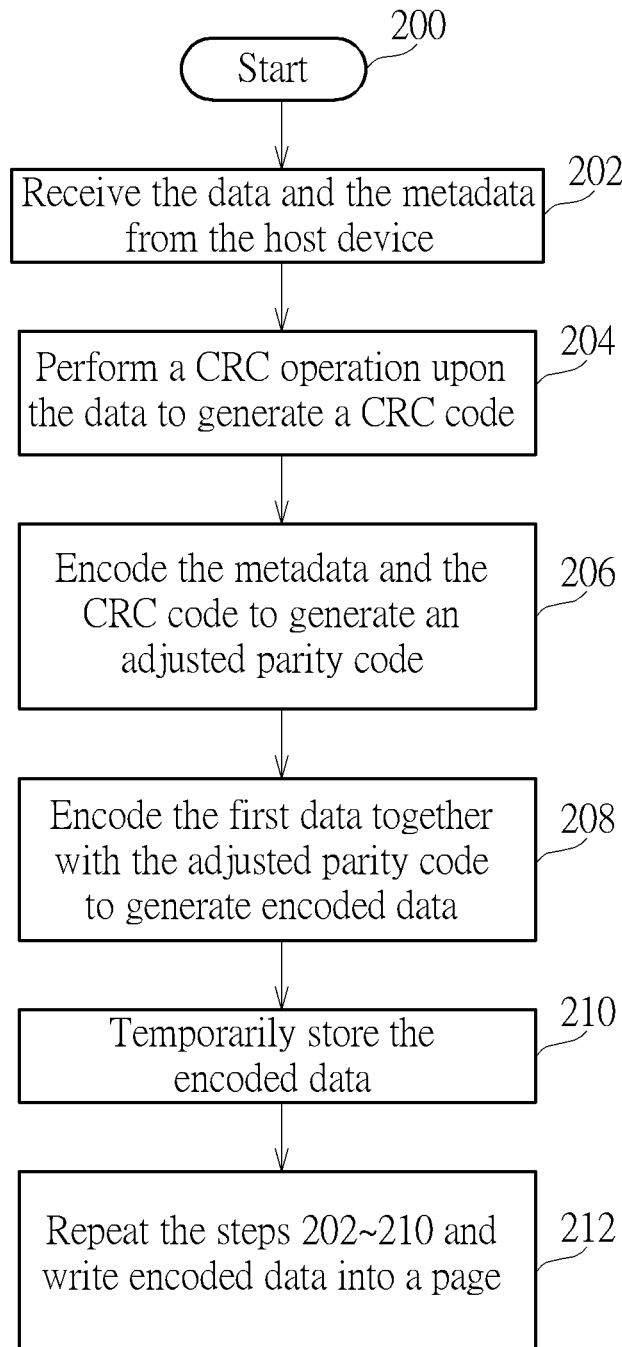 200
Start
202
Receive the data and the metadata
from the host device
204
Perform a CRC operation upon
the data to generate a CRC code
206
Encode the metadata and the
CRC code to generate an
adjusted parity code
208
Encode the first data together
with the adjusted parity code
to generate encoded data
210
Temporarily store the
encoded data
212
Repeat the steps 202~210 and
write encoded data into a page